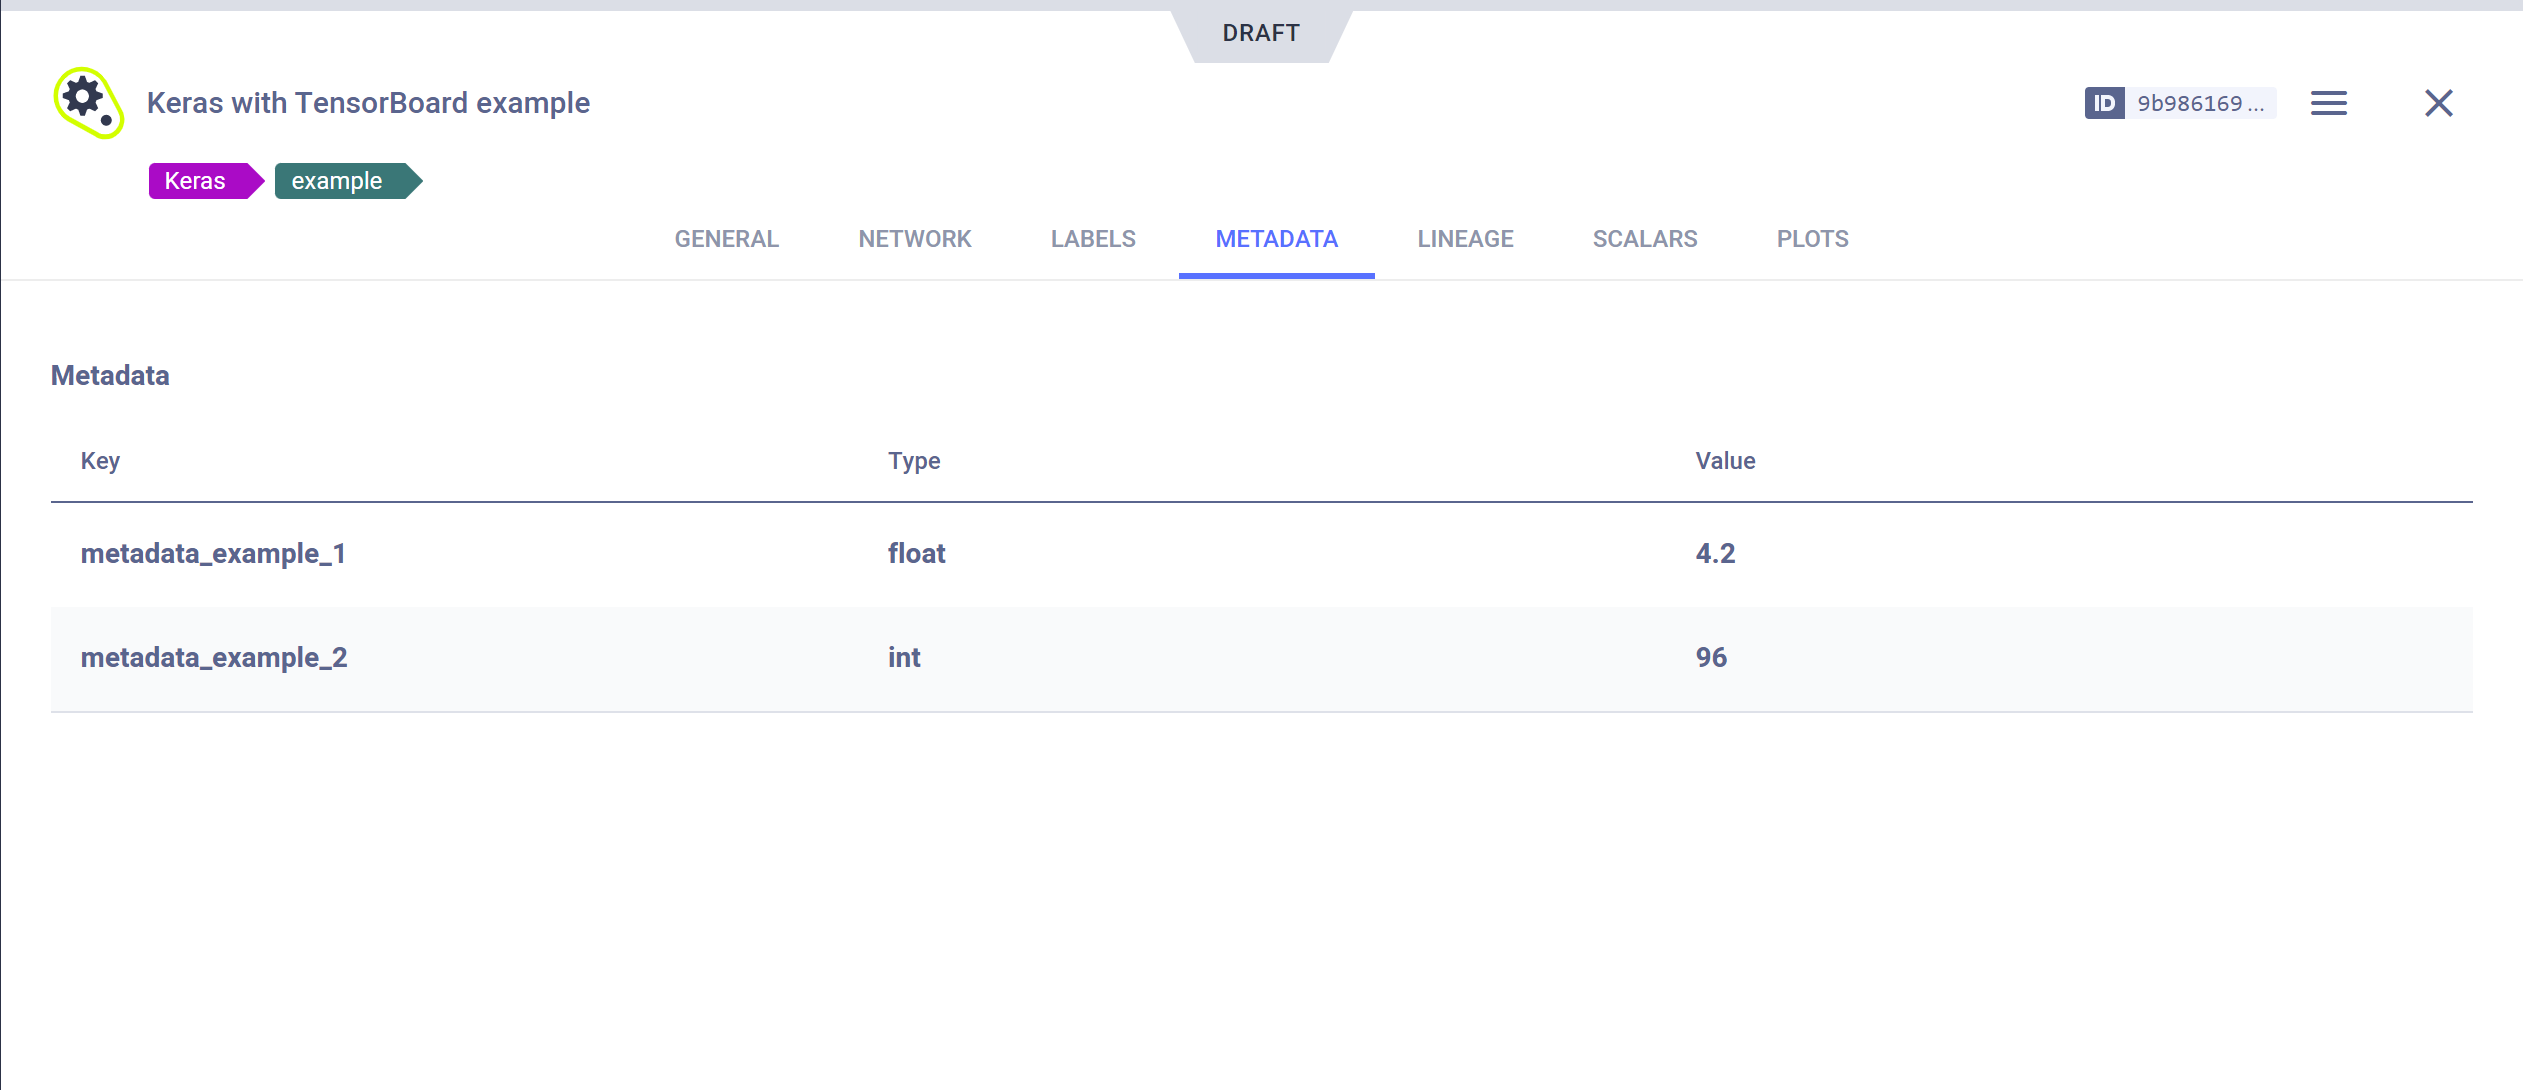 DRAFT
Keras with TensorBoard example
ID 9b986169 ...
Keras example
GENERAL NETWORK LABELS METADATA LINEAGE SCALARS PLOTS
Metadata
Key Type Value
metadata_example_1 float 4.2
metadata_example_2 int 96